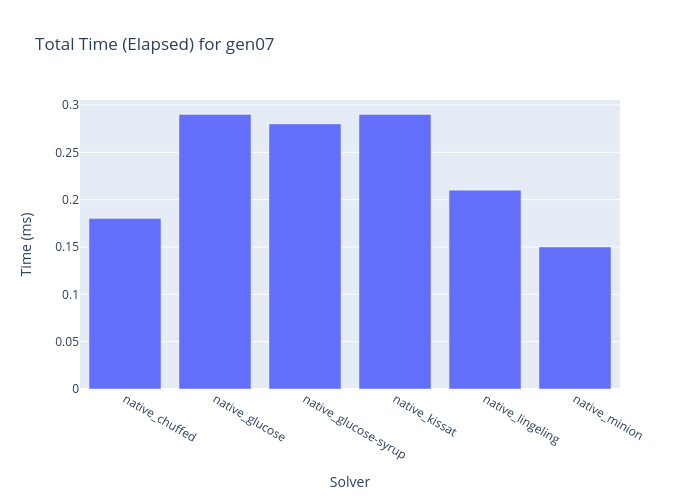 Total Time (Elapsed) for gen07
0.3
0.25
0.2
0.15
0.1
0.05
0
Time (ms)
native_chuffed
native_glucose
native_glucose-syrup
native_kissat
native_lingeling
native_minion
Solver